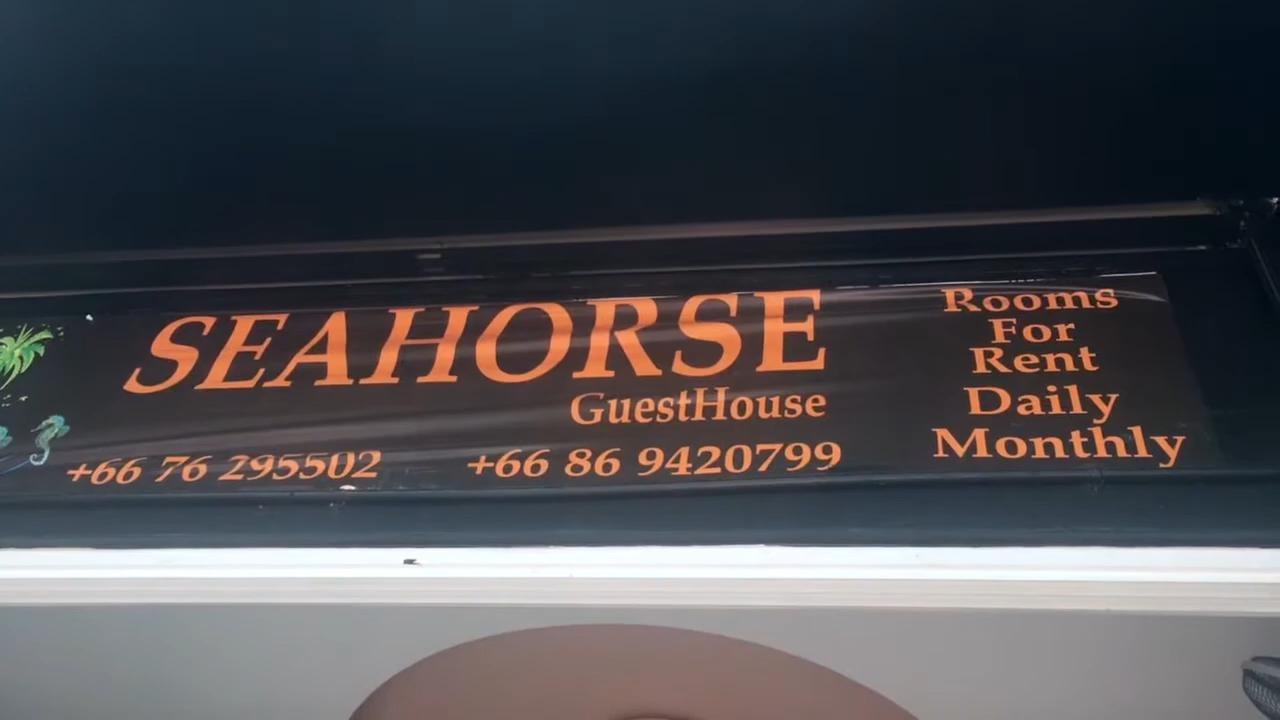 SEAHORSE
GuestHouse
+66 76 295502 +66 86 9420799
Rooms
For
Rent
Daily
Monthly